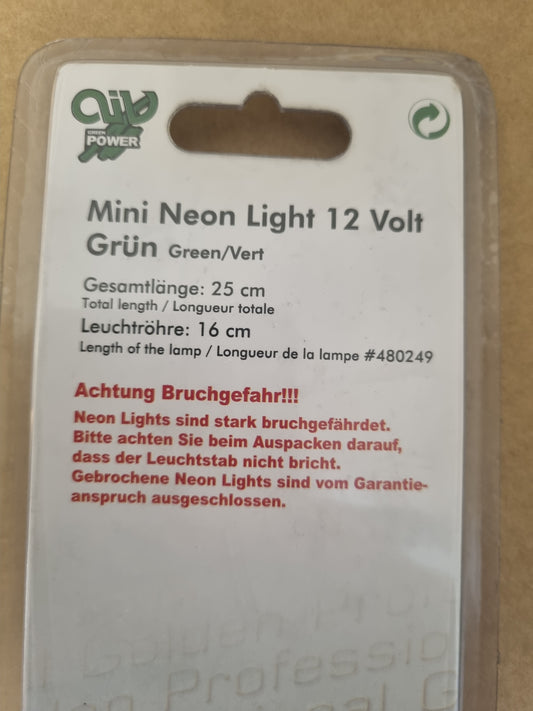 GREEN
POWER
Mini Neon Light 12 Volt
Grün Green/Vert
Gesamtlänge: 25 cm
Total length / Longueur totale
Leuchtröhre: 16 cm
Length of the lamp / Longueur de la lampe #480249
Achtung Bruchgefahr!!!
Neon Lights sind stark bruchgefährdet.
Bitte achten Sie beim Auspacken darauf,
dass der Leuchtstab nicht bricht.
Gebrochene Neon Lights sind vom Garantie-
anspruch ausgeschlossen.